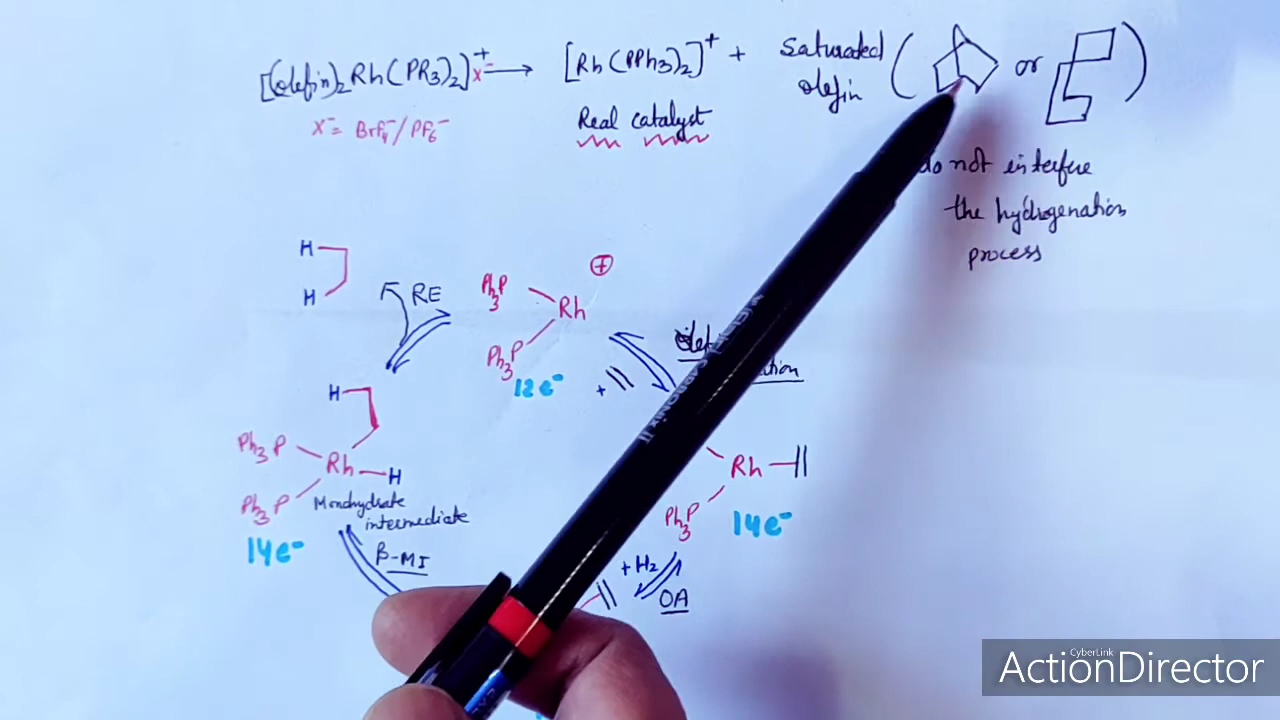 [(olefin)2Rh(PR3)2]+ X- → [Rh(PPh3)2]+ + Saturated olefin ( or )
X- = BrF4-/PF6-
Real catalyst
do not interfere
the hydrogenation
process
H
H
RE
Ph3P
Rh
+
Ph3P
12e-
+ ||
H
Ph3P
Rh-H
Ph3P
Monohydrate
intermediate
14e-
β-MI
Rh-||
Ph3P
14e-
+H2
OA
CyberLink
ActionDirector